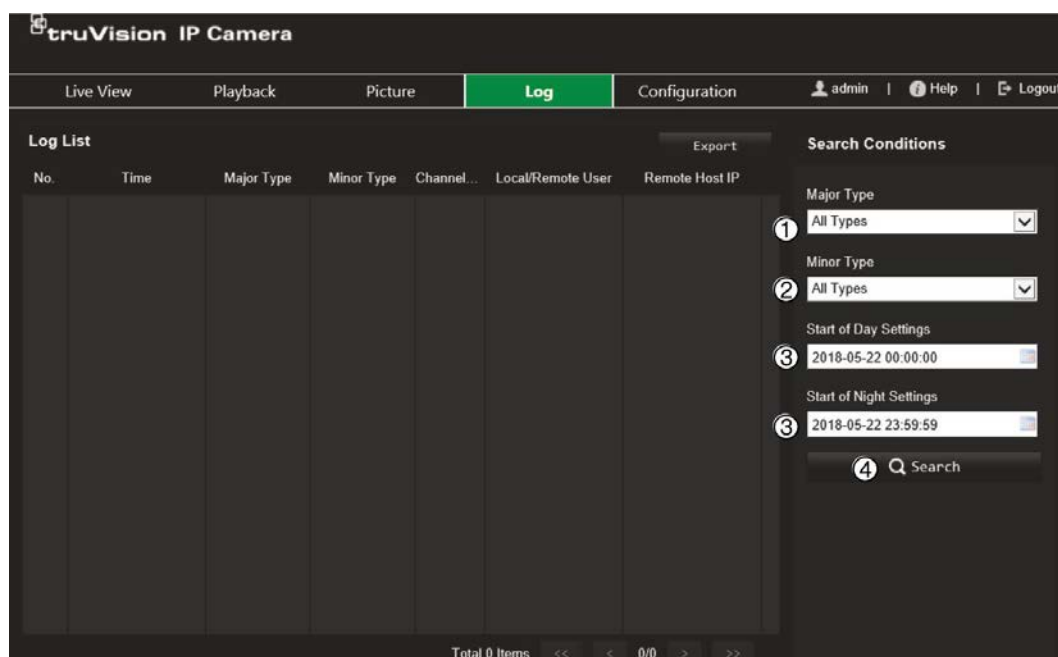 truVision IP Camera
Live View Playback Picture Log Configuration admin | Help | Logout
Log List Export
No. Time Major Type Minor Type Channel... Local/Remote User Remote Host IP
Search Conditions
Major Type
1 All Types
Minor Type
2 All Types
Start of Day Settings
3 2018-05-22 00:00:00
Start of Night Settings
3 2018-05-22 23:59:59
4 Search
Total 0 Items << < 0/0 > >>